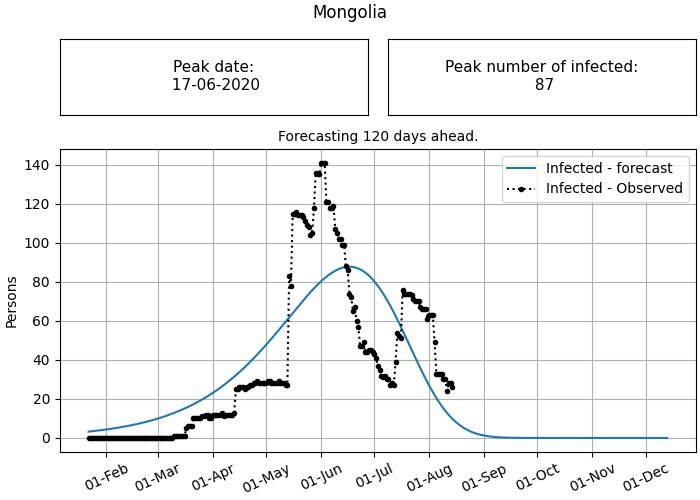 Mongolia
Peak date:
17-06-2020
Peak number of infected:
87
Forecasting 120 days ahead.
Infected - forecast
Infected - Observed
Persons
140
120
100
80
60
40
20
0
01-Feb
01-Mar
01-Apr
01-May
01-Jun
01-Jul
01-Aug
01-Sep
01-Oct
01-Nov
01-Dec